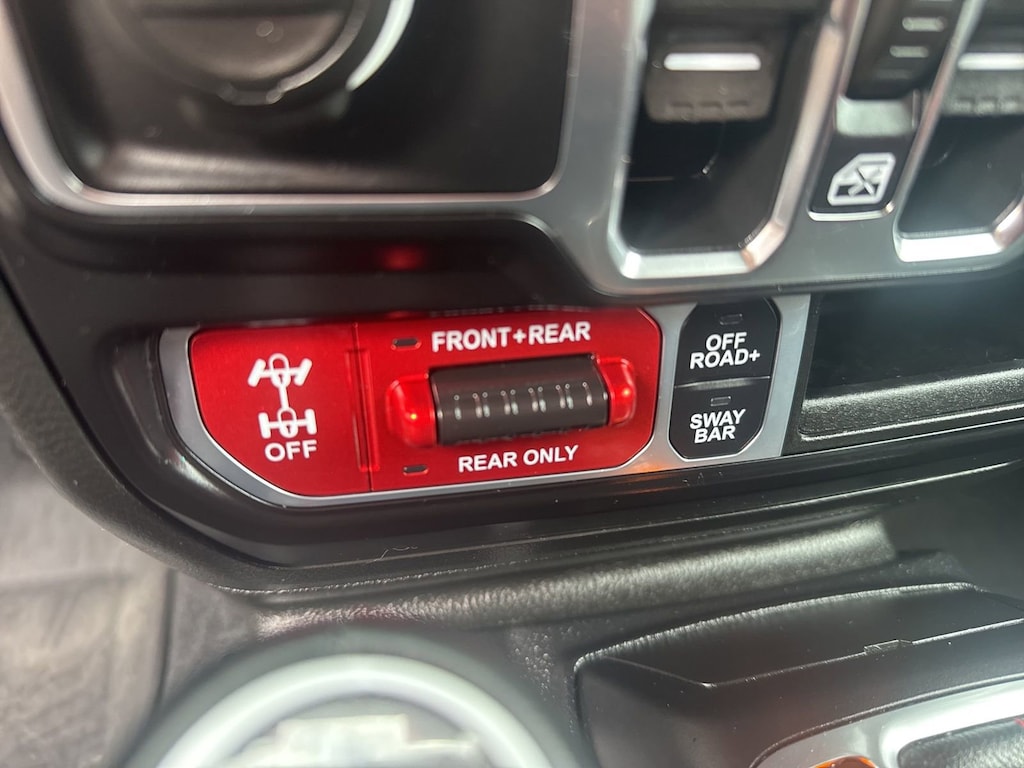 FRONT+REAR
OFF
REAR ONLY
OFF
ROAD+
SWAY
BAR